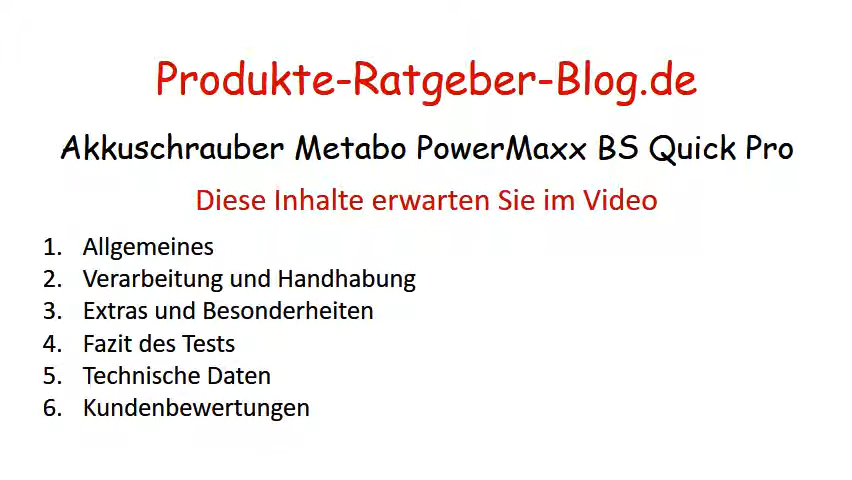 Produkte-Ratgeber-Blog.de
Akkuschrauber Metabo PowerMaxx BS Quick Pro
Diese Inhalte erwarten Sie im Video
1. Allgemeines
2. Verarbeitung und Handhabung
3. Extras und Besonderheiten
4. Fazit des Tests
5. Technische Daten
6. Kundenbewertungen